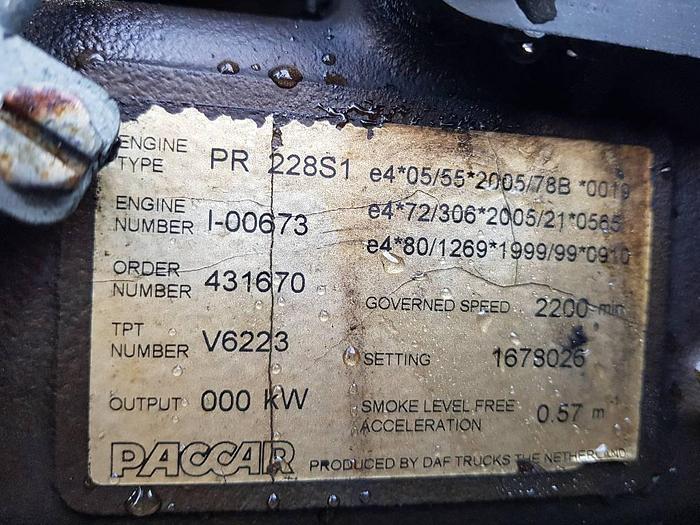 ENGINE TYPE PR 228S1
ENGINE NUMBER I-00673
ORDER NUMBER 431670
TPT NUMBER V6223
OUTPUT 000 kW
e4*05/55*2005/78B *0019
e4*72/306*2005/21*0565
e4*80/1269*1999/99*0910
GOVERNED SPEED 2200 min
SETTING 1678026
SMOKE LEVEL FREE ACCELERATION 0.57 m⁻¹
PACCAR PRODUCED BY DAF TRUCKS THE NETHERLANDS